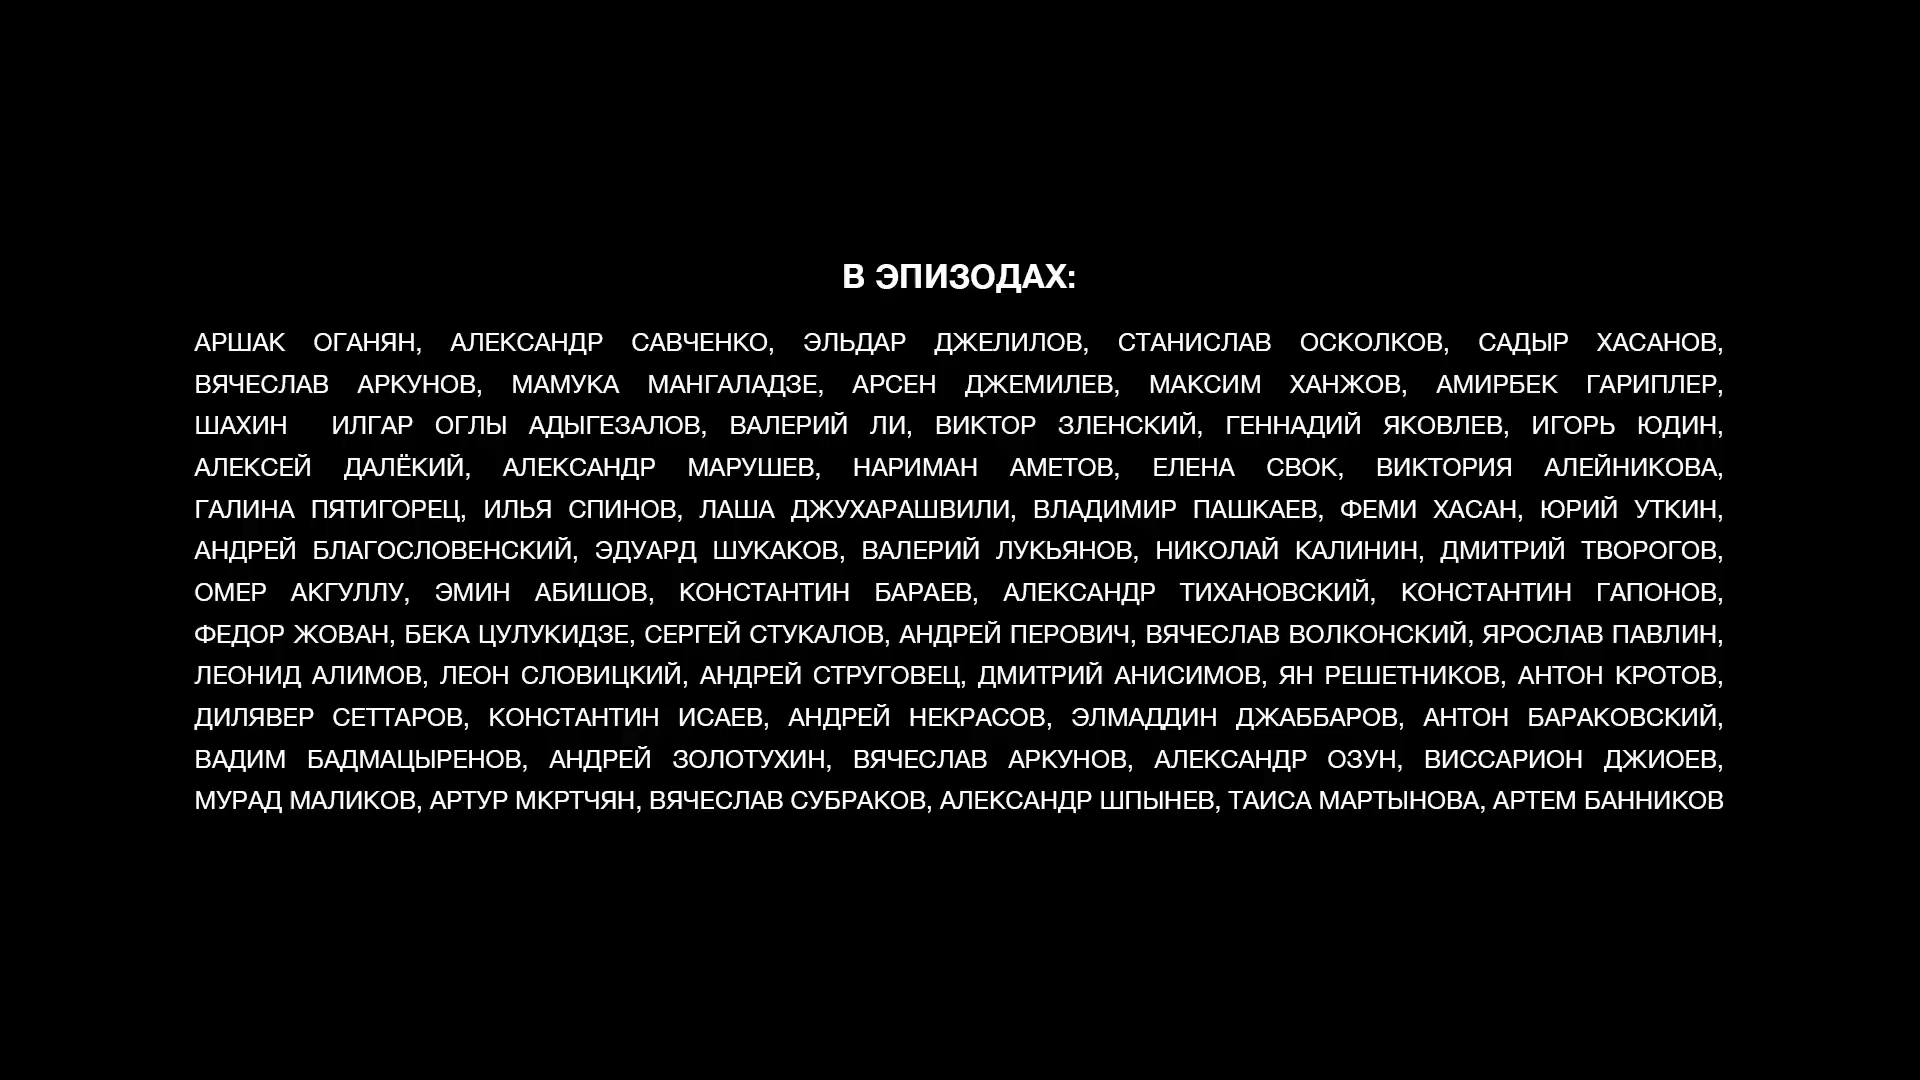 В ЭПИЗОДАХ:
АРШАК ОГАНЯН, АЛЕКСАНДР САВЧЕНКО, ЭЛЬДАР ДЖЕЛИЛОВ, СТАНИСЛАВ ОСКОЛКОВ, САДЫР ХАСАНОВ,
ВЯЧЕСЛАВ АРКУНОВ, МАМУКА МАНГАЛАДЗЕ, АРСЕН ДЖЕМИЛЕВ, МАКСИМ ХАНЖОВ, АМИРБЕК ГАРИПЛЕР,
ШАХИН ИЛГАР ОГЛЫ АДЫГЕЗАЛОВ, ВАЛЕРИЙ ЛИ, ВИКТОР ЗЛЕНСКИЙ, ГЕННАДИЙ ЯКОВЛЕВ, ИГОРЬ ЮДИН,
АЛЕКСЕЙ ДАЛЁКИЙ, АЛЕКСАНДР МАРУШЕВ, НАРИМАН АМЕТОВ, ЕЛЕНА СВОК, ВИКТОРИЯ АЛЕЙНИКОВА,
ГАЛИНА ПЯТИГОРЕЦ, ИЛЬЯ СПИНОВ, ЛАША ДЖУХАРАШВИЛИ, ВЛАДИМИР ПАШКАЕВ, ФЕМИ ХАСАН, ЮРИЙ УТКИН,
АНДРЕЙ БЛАГОСЛОВЕНСКИЙ, ЭДУАРД ШУКАКОВ, ВАЛЕРИЙ ЛУКЬЯНОВ, НИКОЛАЙ КАЛИНИН, ДМИТРИЙ ТВОРОГОВ,
ОМЕР АКГУЛЛУ, ЭМИН АБИШОВ, КОНСТАНТИН БАРАЕВ, АЛЕКСАНДР ТИХАНОВСКИЙ, КОНСТАНТИН ГАПОНОВ,
ФЕДОР ЖОВАН, БЕКА ЦУЛУКИДЗЕ, СЕРГЕЙ СТУКАЛОВ, АНДРЕЙ ПЕРОВИЧ, ВЯЧЕСЛАВ ВОЛКОНСКИЙ, ЯРОСЛАВ ПАВЛИН,
ЛЕОНИД АЛИМОВ, ЛЕОН СЛОВИЦКИЙ, АНДРЕЙ СТРУГОВЕЦ, ДМИТРИЙ АНИСИМОВ, ЯН РЕШЕТНИКОВ, АНТОН КРОТОВ,
ДИЛЯВЕР СЕТТАРОВ, КОНСТАНТИН ИСАЕВ, АНДРЕЙ НЕКРАСОВ, ЭЛМАДДИН ДЖАББАРОВ, АНТОН БАРАКОВСКИЙ,
ВАДИМ БАДМАЦЫРЕНОВ, АНДРЕЙ ЗОЛОТУХИН, ВЯЧЕСЛАВ АРКУНОВ, АЛЕКСАНДР ОЗУН, ВИССАРИОН ДЖИОЕВ,
МУРАД МАЛИКОВ, АРТУР МКРТЧЯН, ВЯЧЕСЛАВ СУБРАКОВ, АЛЕКСАНДР ШПЫНЕВ, ТАИСА МАРТЫНОВА, АРТЕМ БАННИКОВ